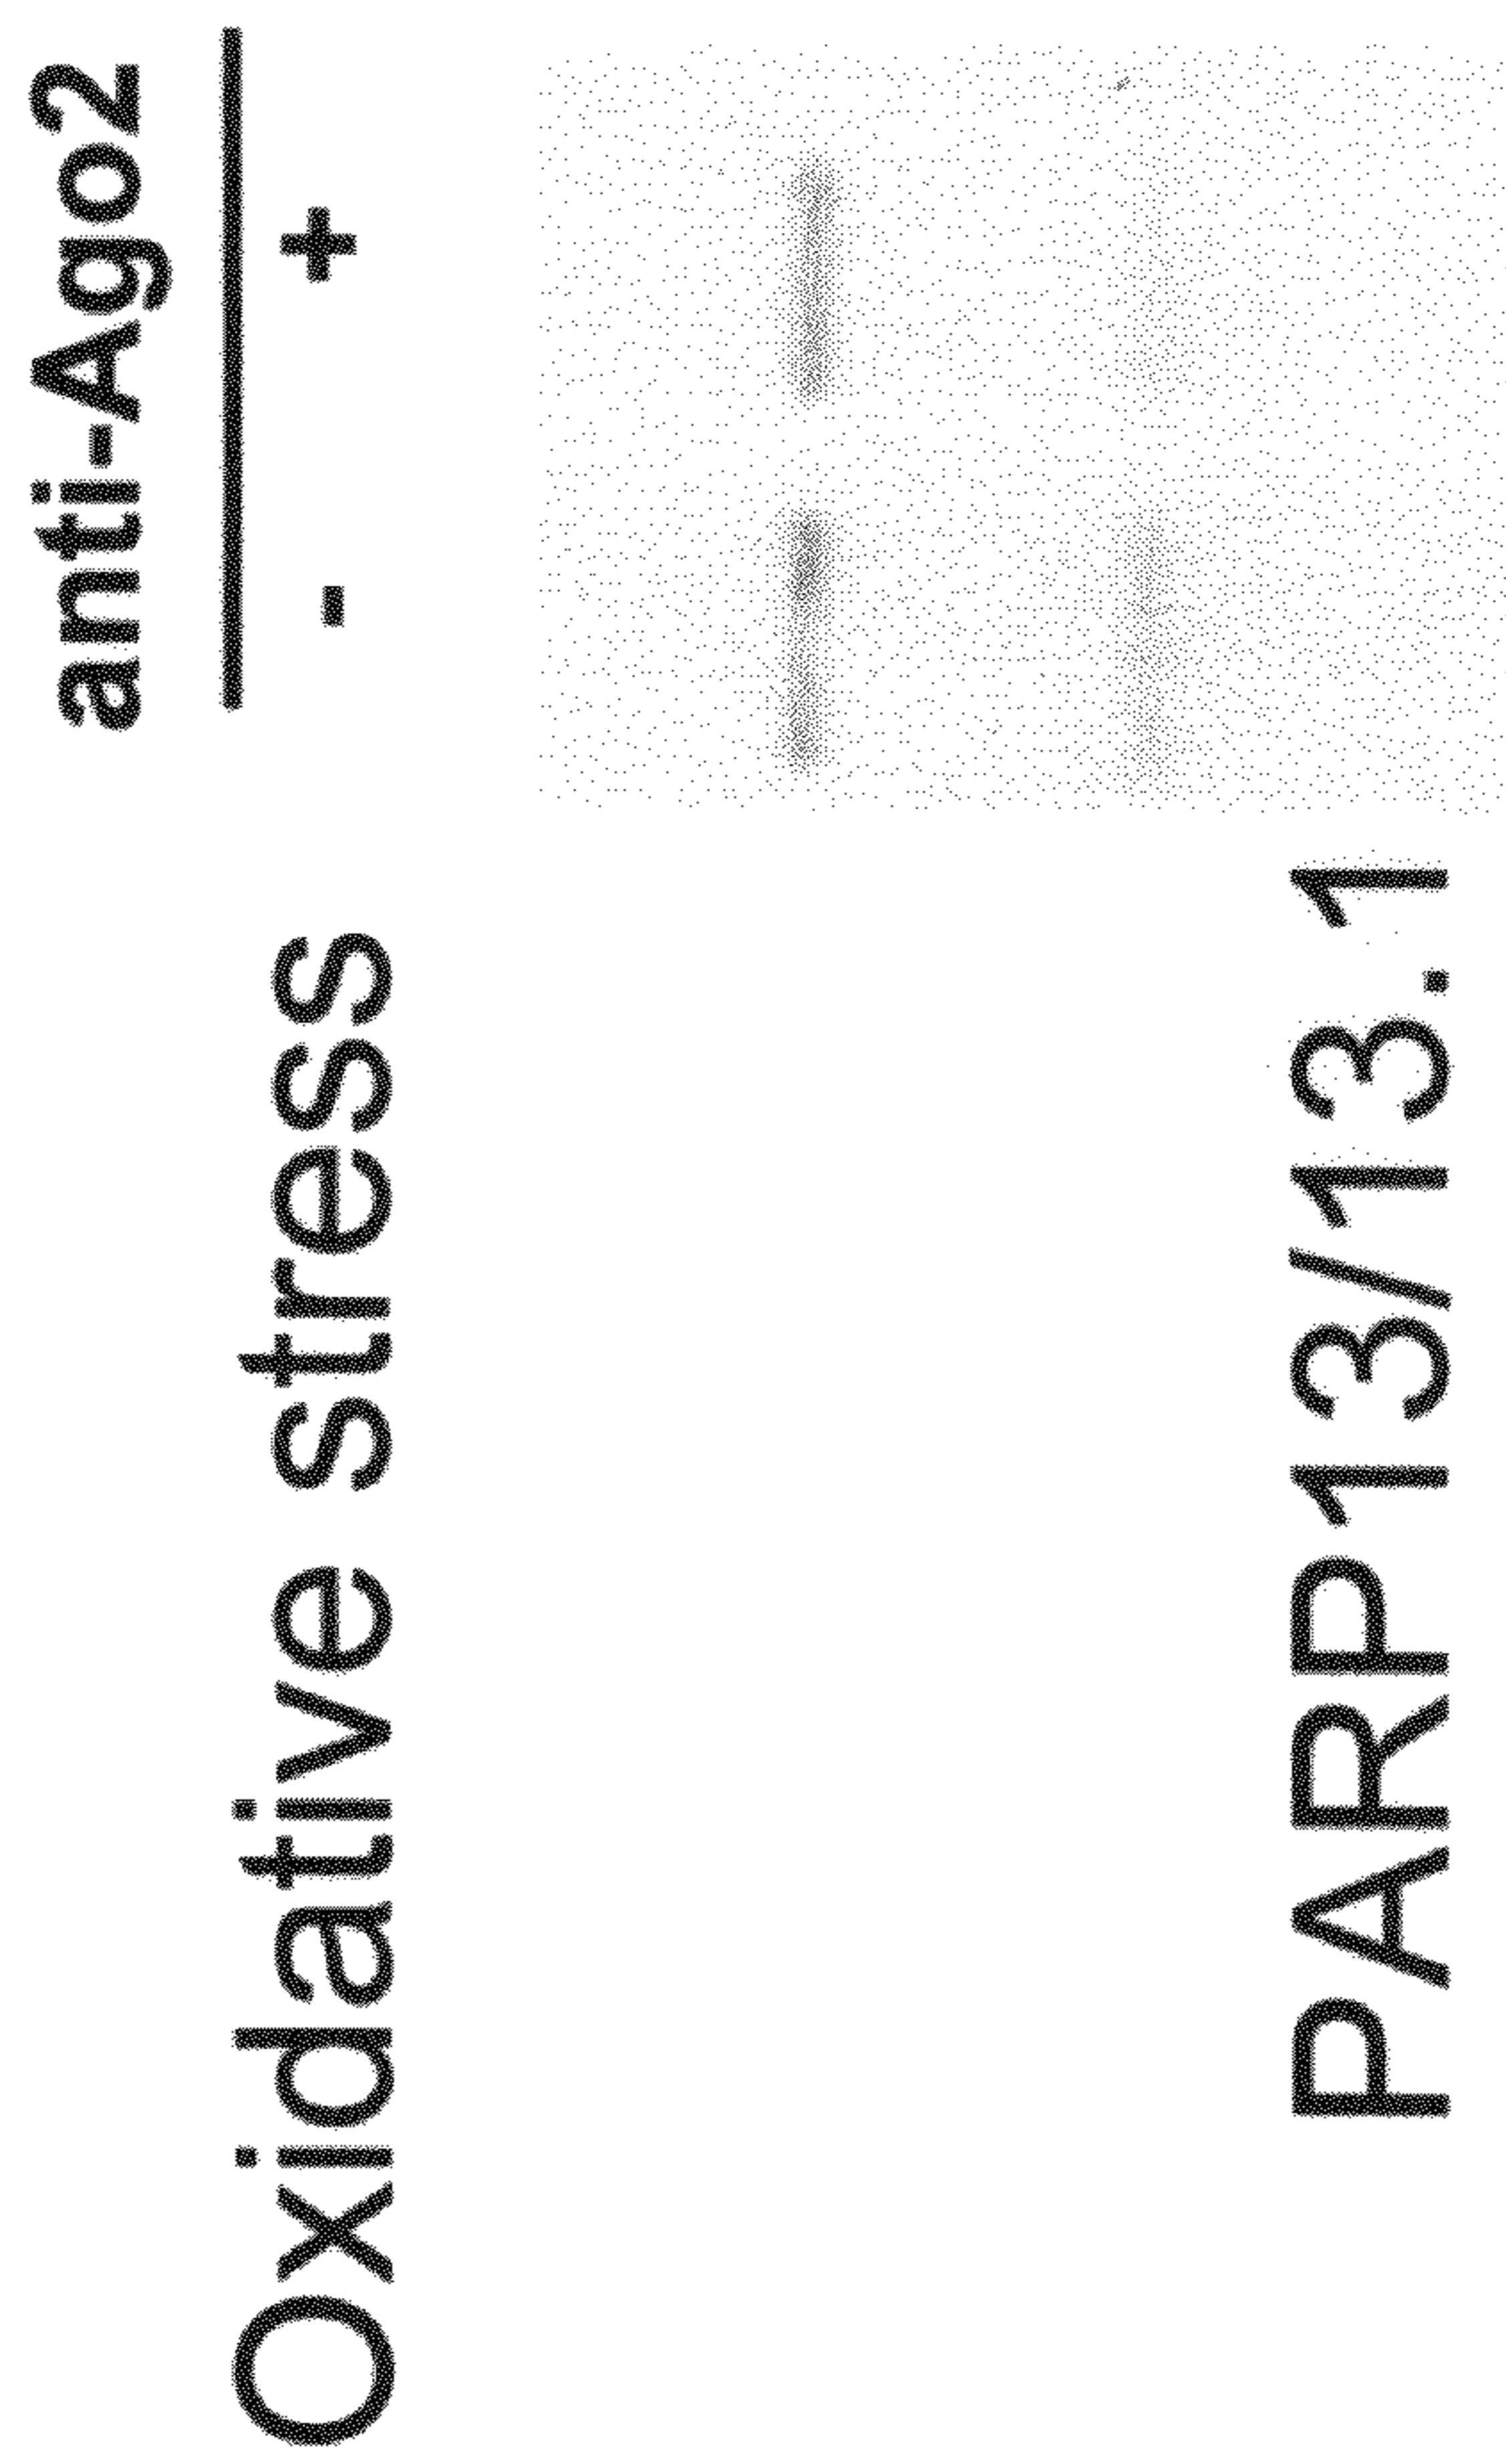 anti-Ago2
Oxidative stress - +
PARP13/13.1